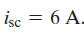 i_sc = 6 A.